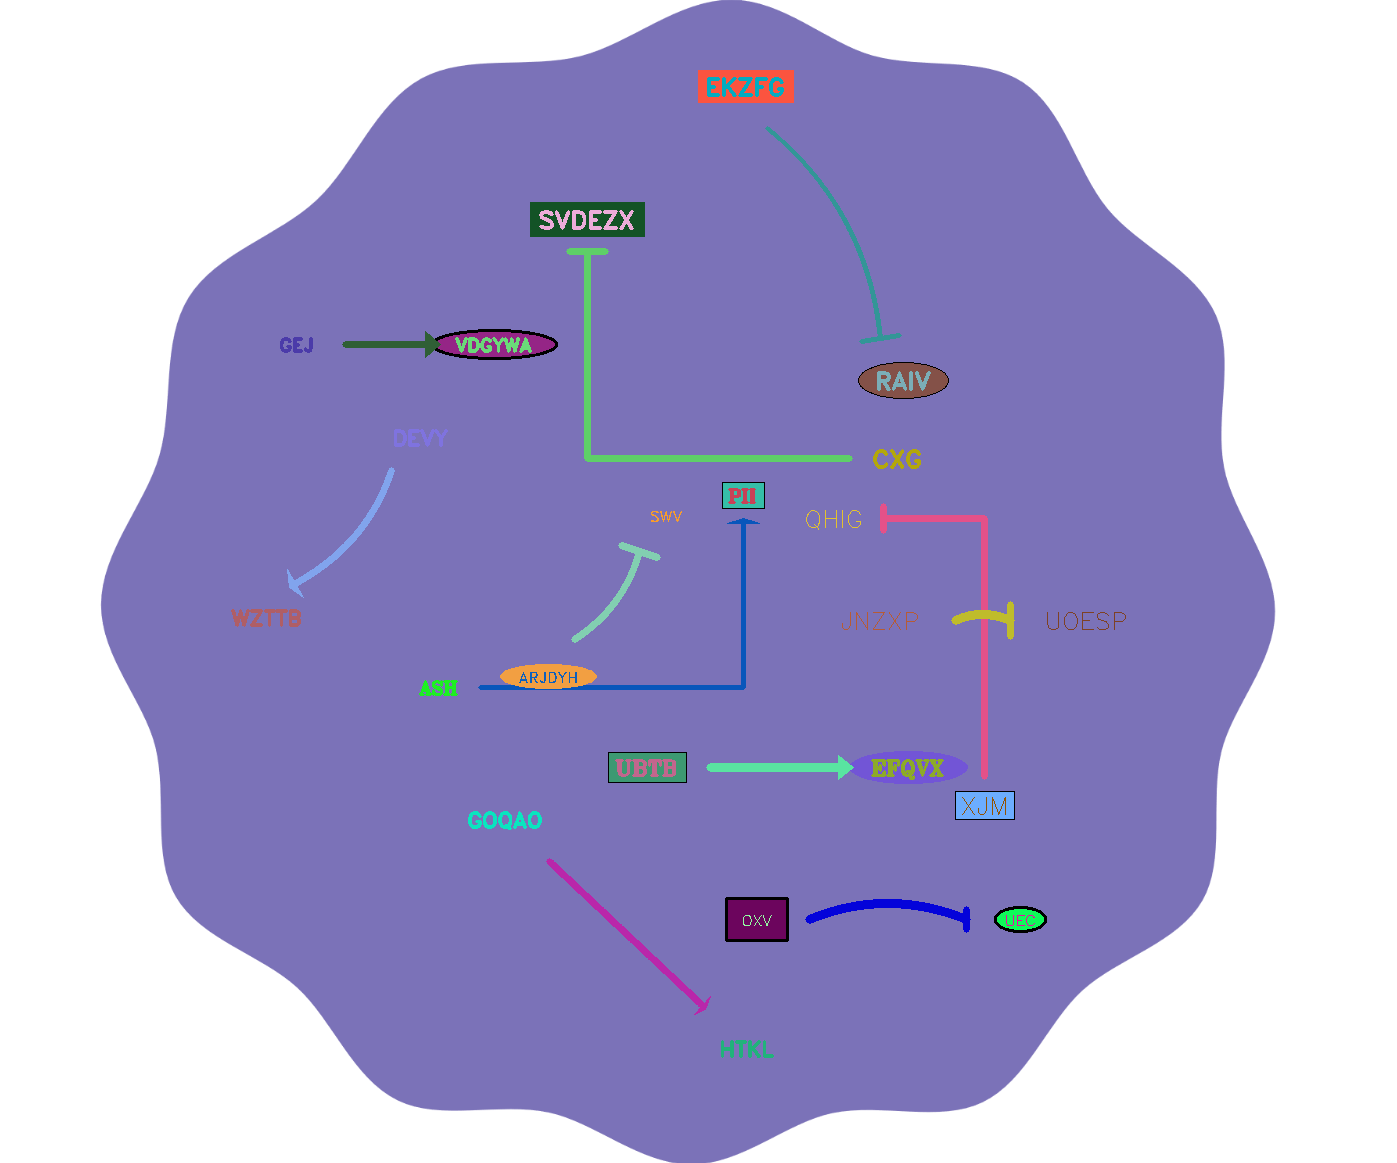 EKZFG
SVDEZX
GEJ
VDGYWA
RAIV
DEVY
CXG
PII
SWV
QHIG
WZTTB
JNZXP
UOESP
ARJDYH
ASH
UBTH
EFQVX
XJM
GOQAO
OXV
UEC
HTKL